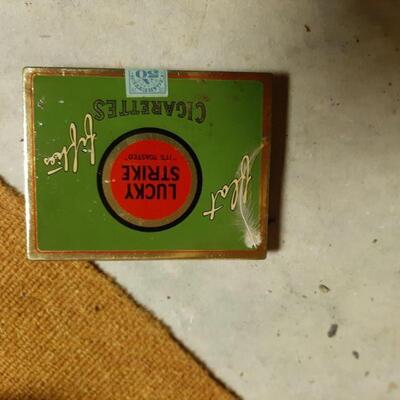 flat
LUCKY
STRIKE
"IT'S TOASTED"
fifties
CIGARETTES